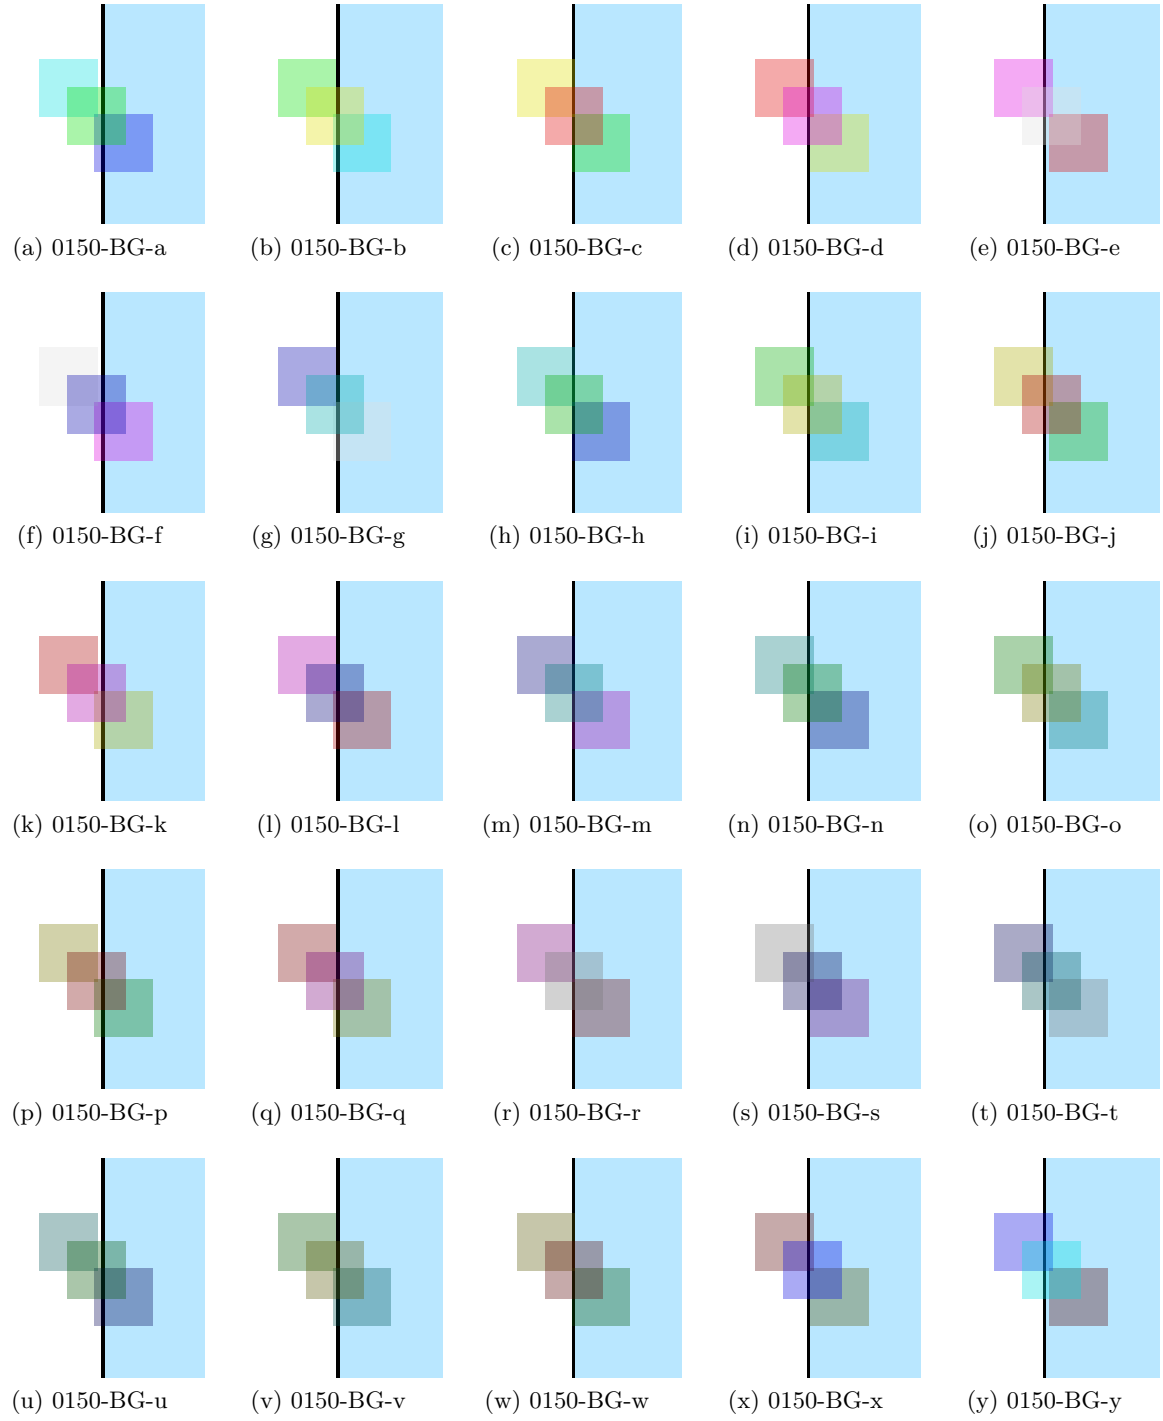 (a) 0150-BG-a (b) 0150-BG-b (c) 0150-BG-c (d) 0150-BG-d (e) 0150-BG-e
(f) 0150-BG-f (g) 0150-BG-g (h) 0150-BG-h (i) 0150-BG-i (j) 0150-BG-j
(k) 0150-BG-k (l) 0150-BG-l (m) 0150-BG-m (n) 0150-BG-n (o) 0150-BG-o
(p) 0150-BG-p (q) 0150-BG-q (r) 0150-BG-r (s) 0150-BG-s (t) 0150-BG-t
(u) 0150-BG-u (v) 0150-BG-v (w) 0150-BG-w (x) 0150-BG-x (y) 0150-BG-y